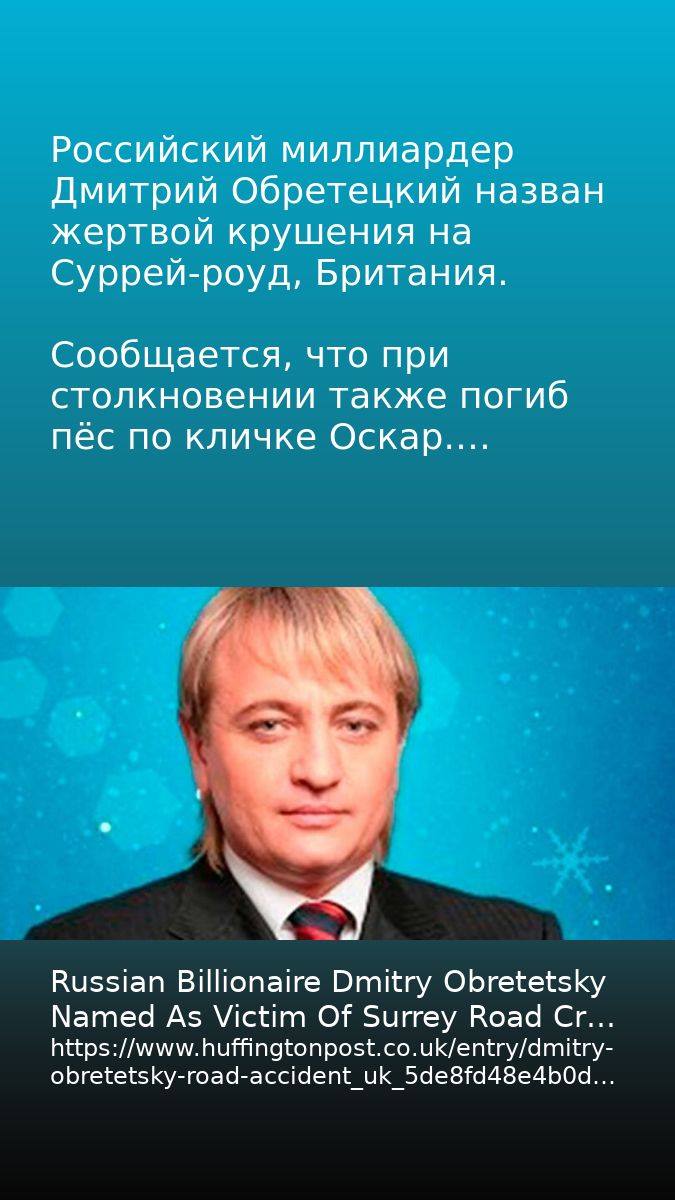 Российский миллиардер
Дмитрий Обретецкий назван
жертвой крушения на
Суррей-роуд, Британия.
Сообщается, что при
столкновении также погиб
пёс по кличке Оскар....
Russian Billionaire Dmitry Obretetsky
Named As Victim Of Surrey Road Cr...
https://www.huffingtonpost.co.uk/entry/dmitry-
obretetsky-road-accident_uk_5de8fd48e4b0d...